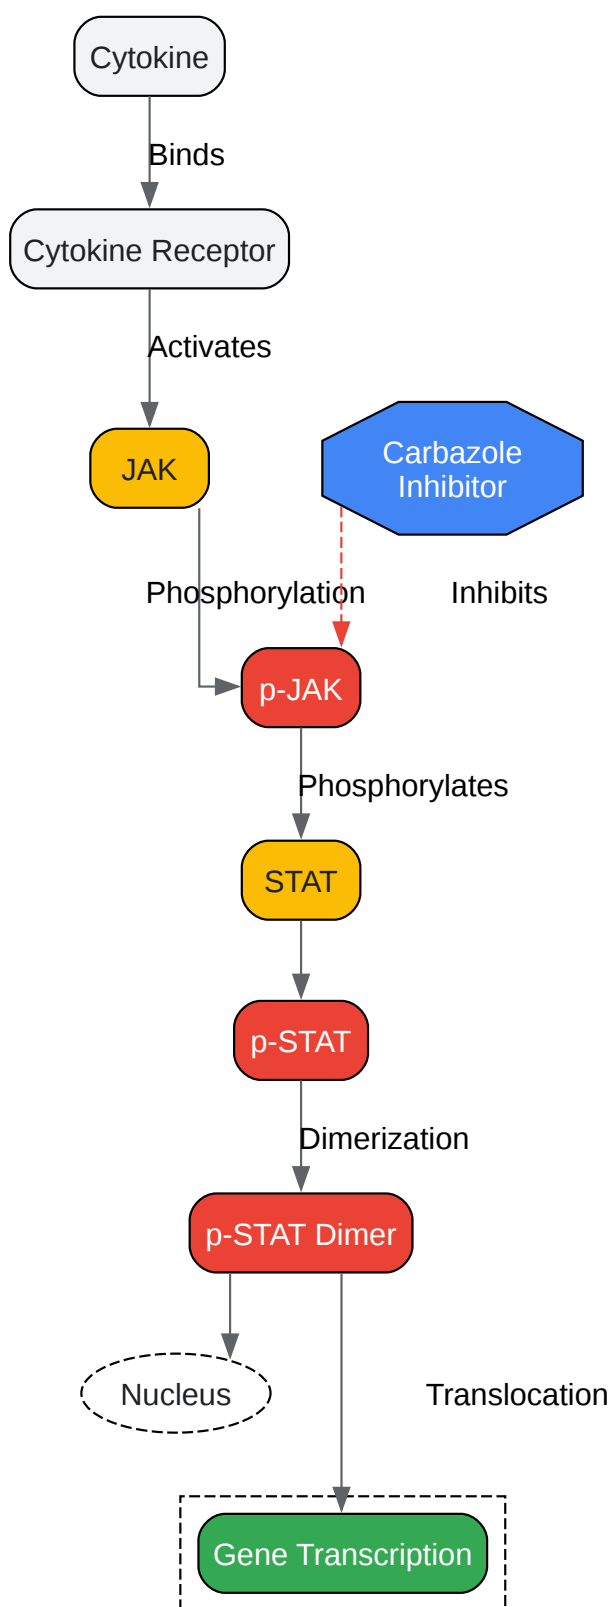 Cytokine
Binds
Cytokine Receptor
Activates
JAK
Carbazole
Inhibitor
Phosphorylation
Inhibits
p-JAK
Phosphorylates
STAT
p-STAT
Dimerization
p-STAT Dimer
Nucleus
Translocation
Gene Transcription